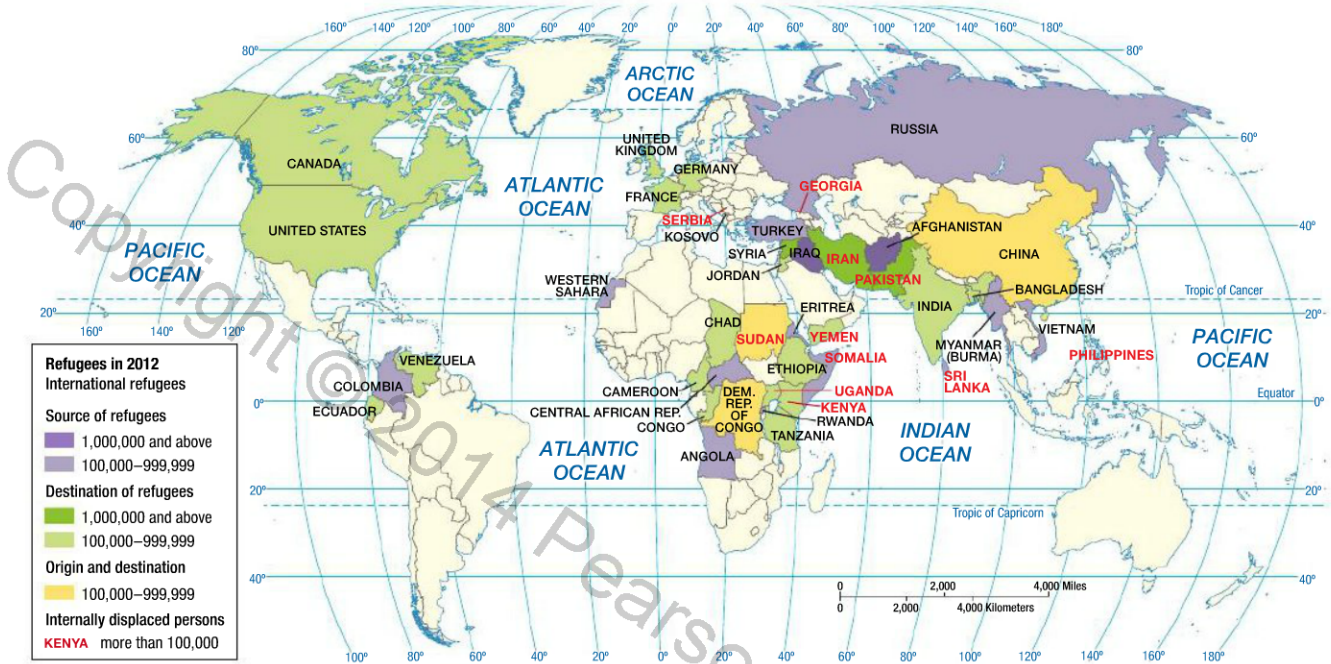 160° 140° 120° 100° 80° 60° 40° 20° 0° 20° 40° 60° 80° 100° 120° 140° 160° 180°
80° 80°
ARCTIC
OCEAN
60° 60°
UNITED
KINGDOM
RUSSIA
CANADA
GERMANY
ATLANTIC
OCEAN
FRANCE
GEORGIA
SERBIA
KOSOVO
40° 40°
UNITED STATES
TURKEY
AFGHANISTAN
PACIFIC
OCEAN
SYRIA
IRAQ
IRAN
CHINA
JORDAN
PAKISTAN
WESTERN
SAHARA
BANGLADESH
Tropic of Cancer
INDIA
ERITREA
20° 20°
160° 140° 120°
CHAD
SUDAN
YEMEN
VIETNAM
MYANMAR
(BURMA)
PHILIPPINES
PACIFIC
OCEAN
SOMALIA
ETHIOPIA
SRI
LANKA
VENEZUELA
COLOMBIA
ECUADOR
CAMEROON
CENTRAL AFRICAN REP.
CONGO
DEM.
REP.
OF
CONGO
UGANDA
KENYA
RWANDA
TANZANIA
Equator
0° 0°
INDIAN
OCEAN
ATLANTIC
OCEAN
ANGOLA
20° 20°
Tropic of Capricorn
40° 40°
0 2,000 4,000 Miles
0 2,000 4,000 Kilometers
100° 80° 60° 40° 20° 0° 20° 40° 60° 80° 100° 120° 140° 160° 180°
Refugees in 2012
International refugees
Source of refugees
1,000,000 and above
100,000–999,999
Destination of refugees
1,000,000 and above
100,000–999,999
Origin and destination
100,000–999,999
Internally displaced persons
KENYA more than 100,000
Copyright © 2014 Pearso